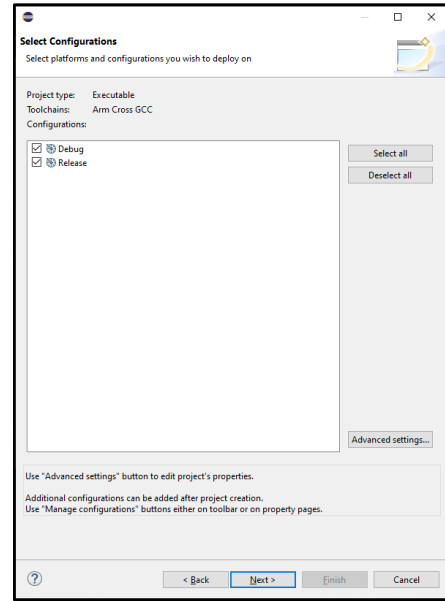 Select Configurations
Select platforms and configurations you wish to deploy on
Project type: Executable
Toolchains: Arm Cross GCC
Configurations:
Debug
Release
Select all
Deselect all
Advanced settings...
Use "Advanced settings" button to edit project's properties.
Additional configurations can be added after project creation.
Use "Manage configurations" buttons either on toolbar or on property pages.
? < Back Next > Finish Cancel